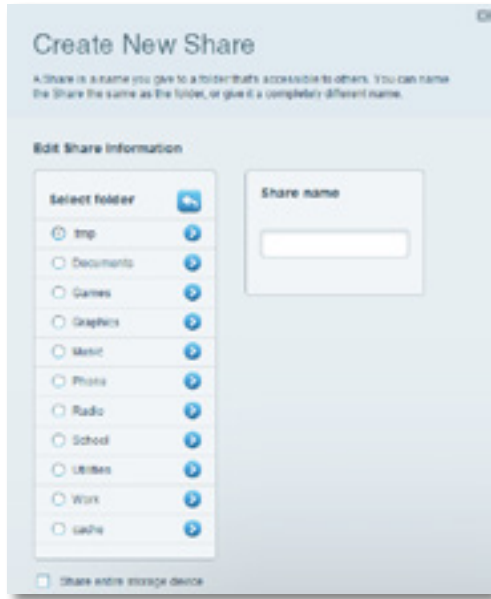 Create New Share
A Share is a name you give to a folder that's accessible to others. You can name
the Share the same as the folder, or give it a completely different name.
Edit Share Information
Select folder
Share name
tmp
Documents
Games
Graphics
Music
Radio
School
Utilities
Work
cache
Share entire storage device